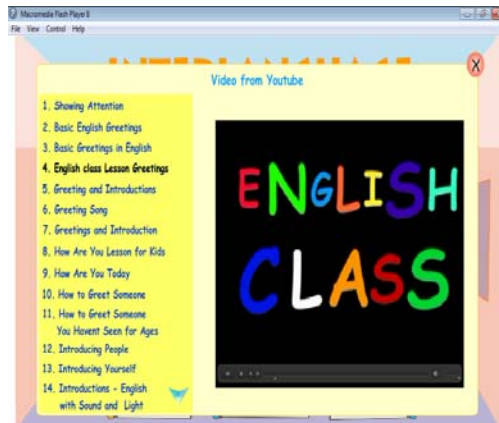 Macromedia Flash Player 8
File View Control Help
Video from Youtube
1. Showing Attention
2. Basic English Greetings
3. Basic Greetings in English
4. English class Lesson Greetings
5. Greeting and Introductions
6. Greeting Song
7. Greetings and Introduction
8. How Are You Lesson for Kids
9. How Are You Today
10. How to Greet Someone
11. How to Greet Someone
You Havent Seen for Ages
12. Introducing People
13. Introducing Yourself
14. Introductions - English
with Sound and Light
ENGLISH
CLASS
X